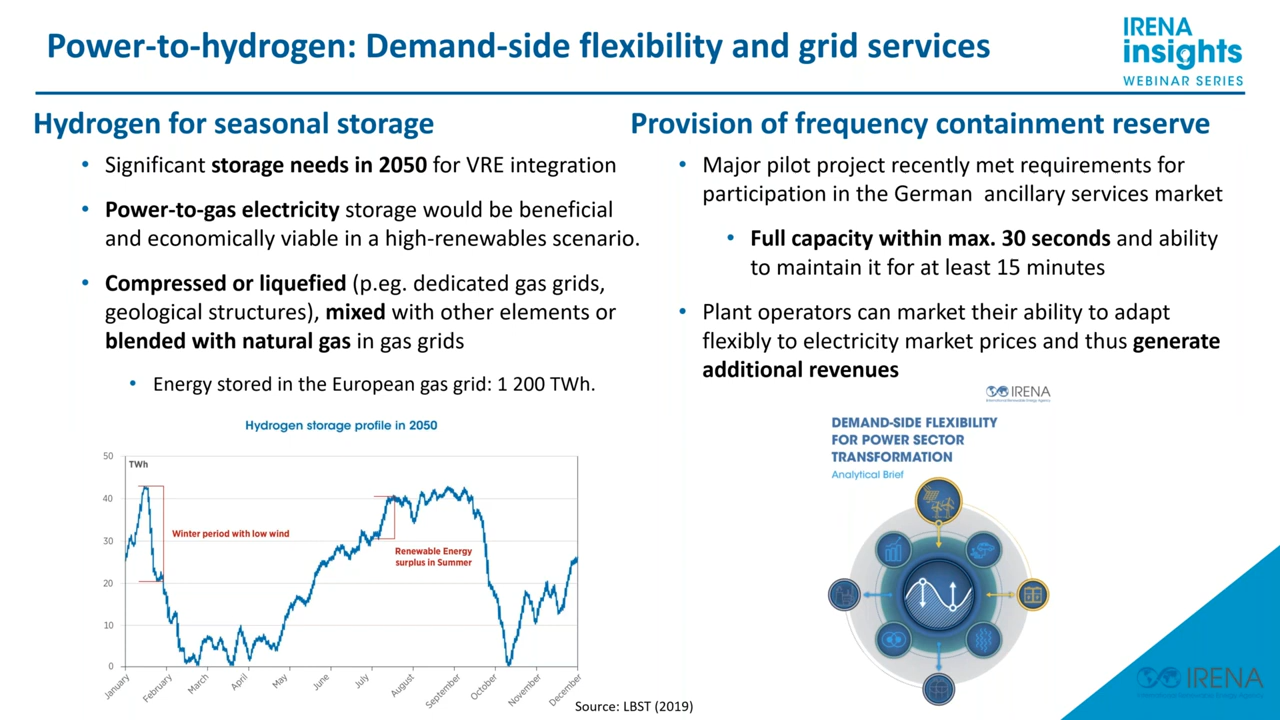 Power-to-hydrogen: Demand-side flexibility and grid services
IRENA
insights
WEBINAR SERIES
Hydrogen for seasonal storage
• Significant storage needs in 2050 for VRE integration
• Power-to-gas electricity storage would be beneficial
and economically viable in a high-renewables scenario.
• Compressed or liquefied (p.eg. dedicated gas grids,
geological structures), mixed with other elements or
blended with natural gas in gas grids
• Energy stored in the European gas grid: 1 200 TWh.
Hydrogen storage profile in 2050
TWh
50
40
30
20
10
0
Winter period with low wind
Renewable Energy
surplus in Summer
January
February
March
April
May
June
July
August
September
October
November
December
Source: LBST (2019)
Provision of frequency containment reserve
• Major pilot project recently met requirements for
participation in the German ancillary services market
• Full capacity within max. 30 seconds and ability
to maintain it for at least 15 minutes
• Plant operators can market their ability to adapt
flexibly to electricity market prices and thus generate
additional revenues
IRENA
International Renewable Energy Agency
DEMAND-SIDE FLEXIBILITY
FOR POWER SECTOR
TRANSFORMATION
Analytical Brief
IRENA
International Renewable Energy Agency